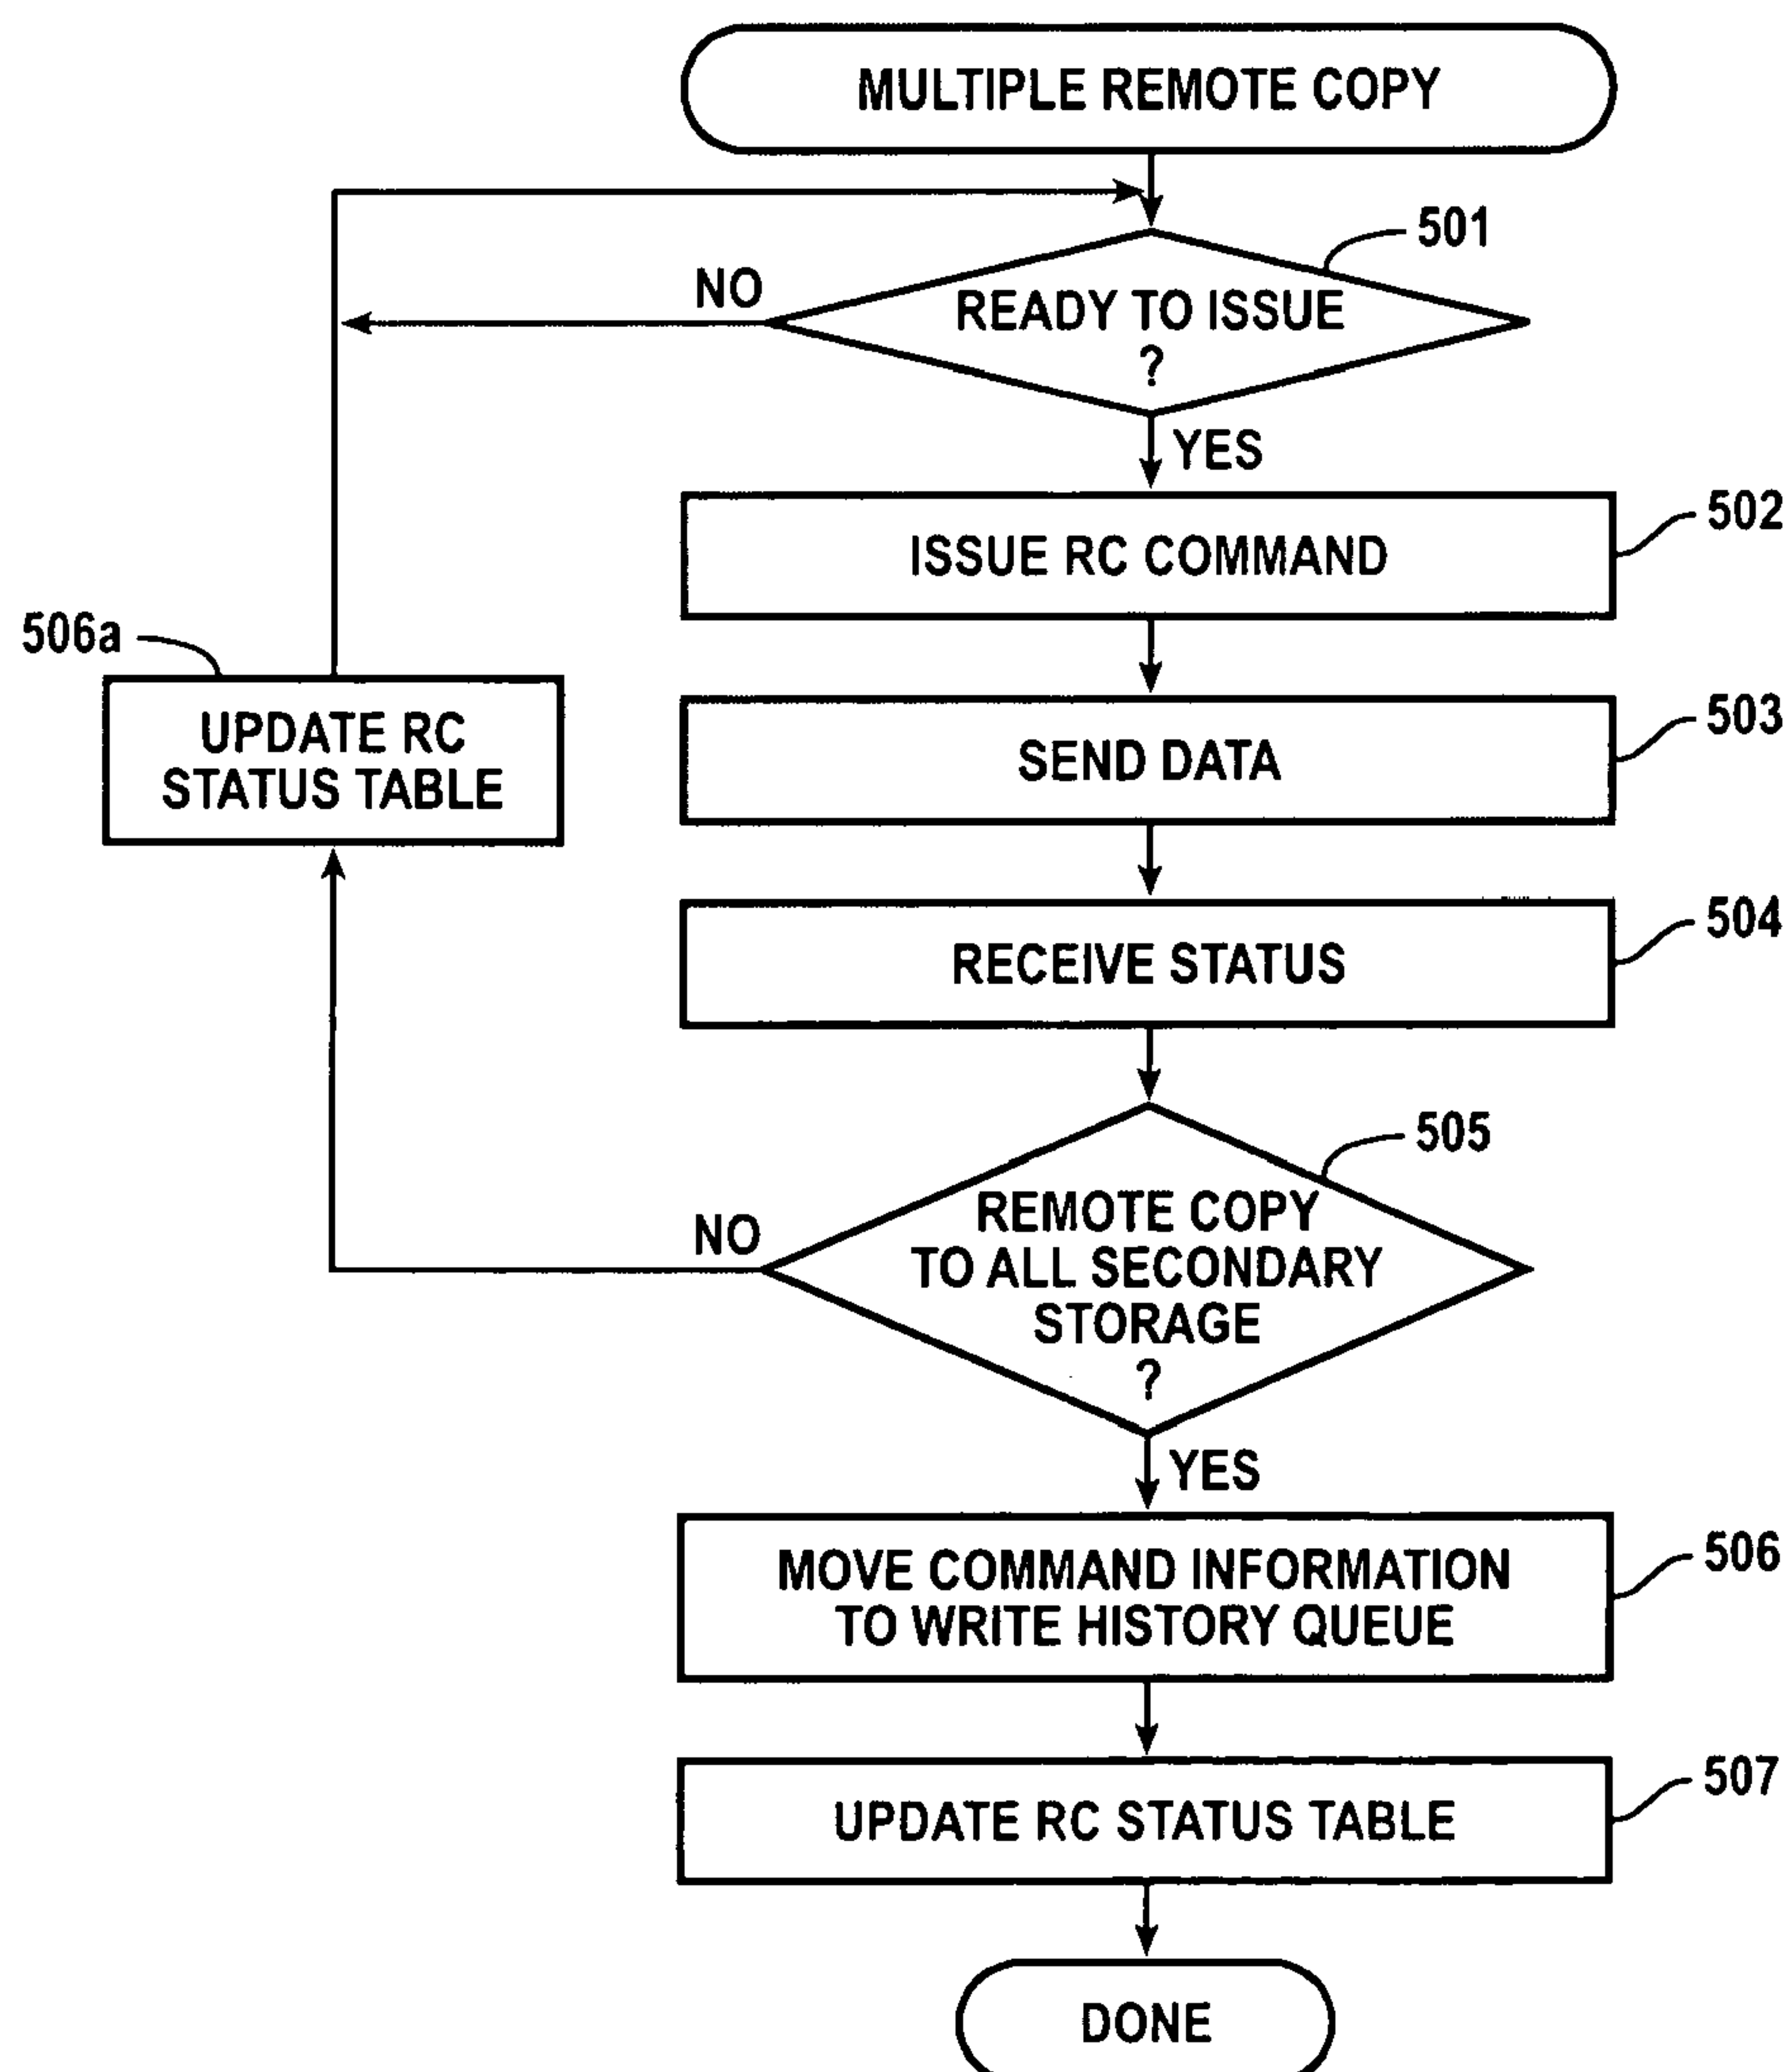 MULTIPLE REMOTE COPY
501
NO
READY TO ISSUE
?
YES
502
ISSUE RC COMMAND
506a
UPDATE RC
STATUS TABLE
503
SEND DATA
504
RECEIVE STATUS
505
NO
REMOTE COPY
TO ALL SECONDARY
STORAGE
?
YES
506
MOVE COMMAND INFORMATION
TO WRITE HISTORY QUEUE
507
UPDATE RC STATUS TABLE
DONE